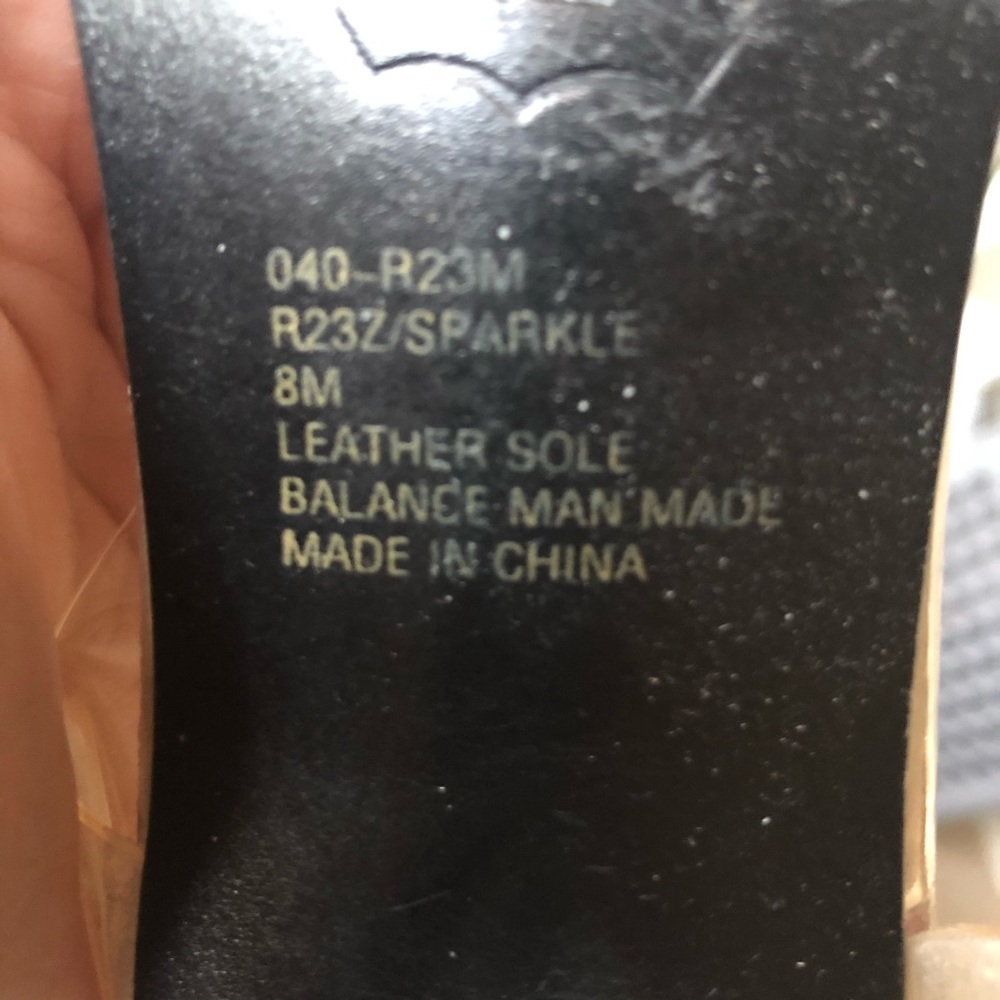 040-R23M
R23Z/SPARKLE
8M
LEATHER SOLE
BALANCE MAN MADE
MADE IN CHINA